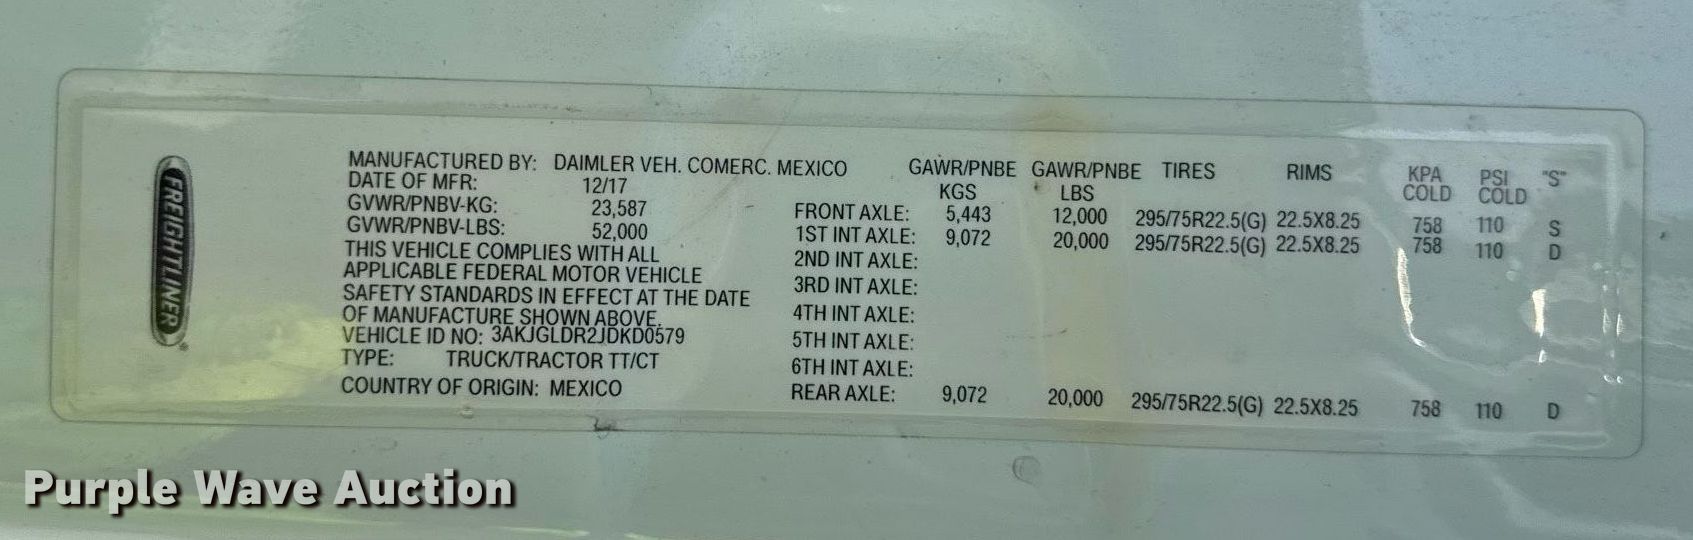 FREIGHTLINER
MANUFACTURED BY: DAIMLER VEH. COMERC. MEXICO
DATE OF MFR: 12/17
GVWR/PNBV-KG: 23,587
GVWR/PNBV-LBS: 52,000
THIS VEHICLE COMPLIES WITH ALL
APPLICABLE FEDERAL MOTOR VEHICLE
SAFETY STANDARDS IN EFFECT AT THE DATE
OF MANUFACTURE SHOWN ABOVE.
VEHICLE ID NO: 3AKJGLDR2JDKD0579
TYPE: TRUCK/TRACTOR TT/CT
COUNTRY OF ORIGIN: MEXICO
GAWR/PNBE KGS GAWR/PNBE LBS TIRES RIMS KPA COLD PSI COLD "S"
FRONT AXLE: 5,443 12,000 295/75R22.5(G) 22.5X8.25 758 110 S
1ST INT AXLE: 9,072 20,000 295/75R22.5(G) 22.5X8.25 758 110 D
2ND INT AXLE:
3RD INT AXLE:
4TH INT AXLE:
5TH INT AXLE:
6TH INT AXLE:
REAR AXLE: 9,072 20,000 295/75R22.5(G) 22.5X8.25 758 110 D
Purple Wave Auction